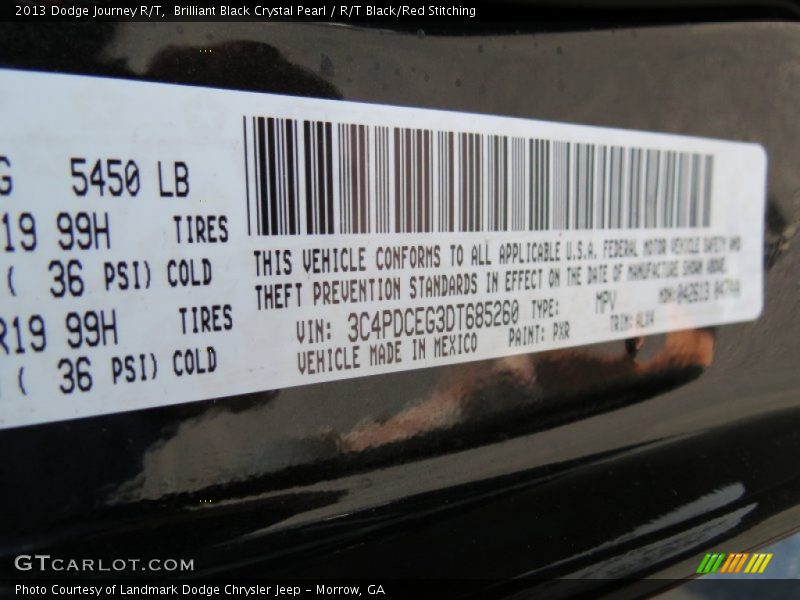 2013 Dodge Journey R/T,  Brilliant Black Crystal Pearl / R/T Black/Red Stitching
G 5450 LB
19 99H TIRES
( 36 PSI) COLD
R19 99H TIRES
( 36 PSI) COLD
THIS VEHICLE CONFORMS TO ALL APPLICABLE U.S.A. FEDERAL MOTOR VEHICLE SAFETY AND
THEFT PREVENTION STANDARDS IN EFFECT ON THE DATE OF MANUFACTURE SHOWN ABOVE.
VIN: 3C4PDCEG3DT685260 TYPE: MPV
VEHICLE MADE IN MEXICO PAINT: PXR TRIM:
GTCARLOT.COM
Photo Courtesy of Landmark Dodge Chrysler Jeep - Morrow, GA